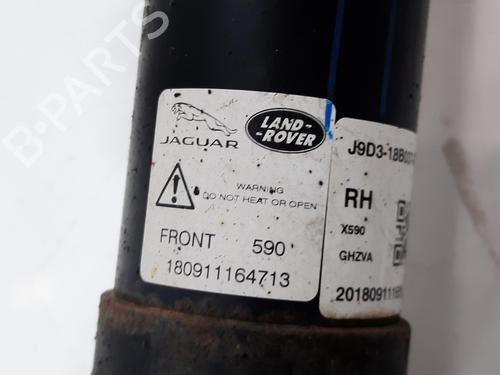 B-PARTS
JAGUAR
LAND-
-ROVER
WARNING
DO NOT HEAT OR OPEN
FRONT 590
180911164713
RH
X590
GHZVA